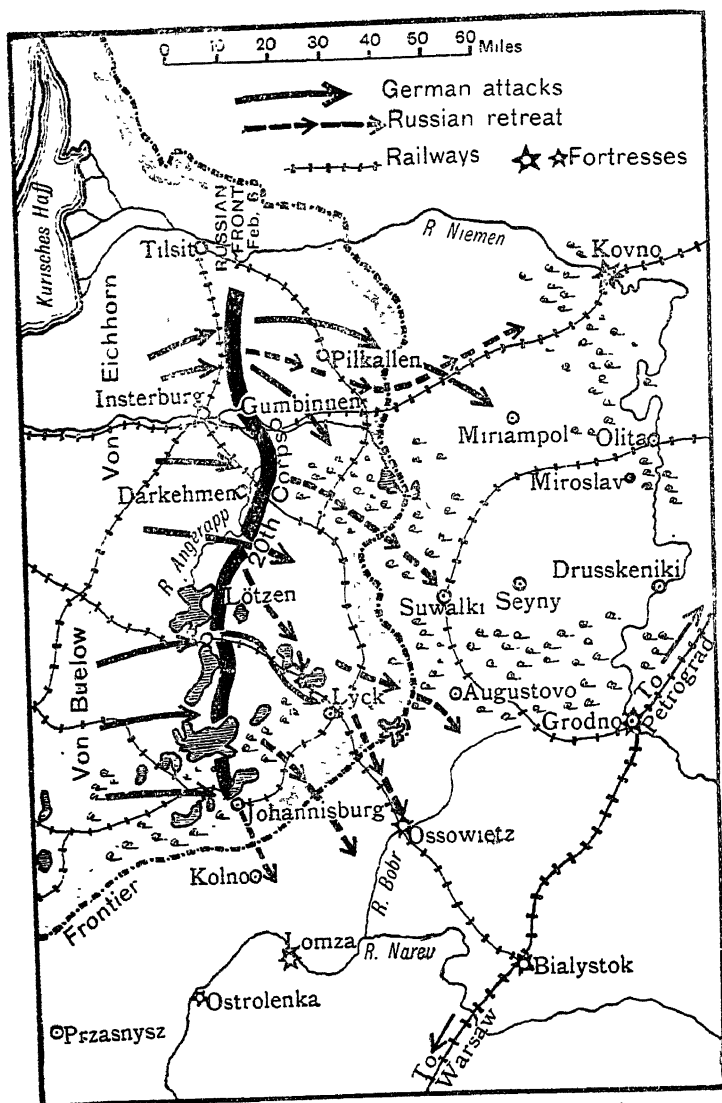 0 10 20 30 40 50 60 Miles
German attacks
Russian retreat
Railways
Fortresses
Kurisches Haff
RUSSIAN
FRONT
Feb. 6
R Niemen
Tilsit
Kovno
Von Eichhorn
Pilkallen
Insterburg
Gumbinnen
Miriampol
Olita
Miroslav
20th Corps
Darkehmen
R. Angerapp
Lötzen
Suwalki
Seyny
Drusskeniki
Von Buelow
Lyck
Augustovo
Grodno
To
Petrograd
Johannisburg
Ossowietz
Kolno
Frontier
R. Bobr
Lomza
R. Narev
Bialystok
Ostrolenka
Przasnysz
To
Warsaw